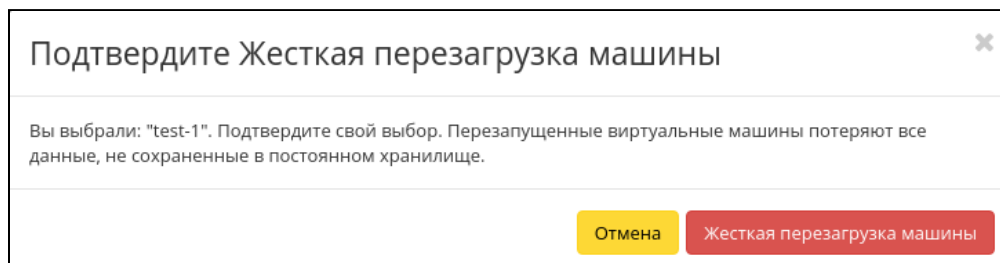 Подтвердите Жесткая перезагрузка машины
×
Вы выбрали: "test-1". Подтвердите свой выбор. Перезапущенные виртуальные машины потеряют все
данные, не сохраненные в постоянном хранилище.
Отмена
Жесткая перезагрузка машины